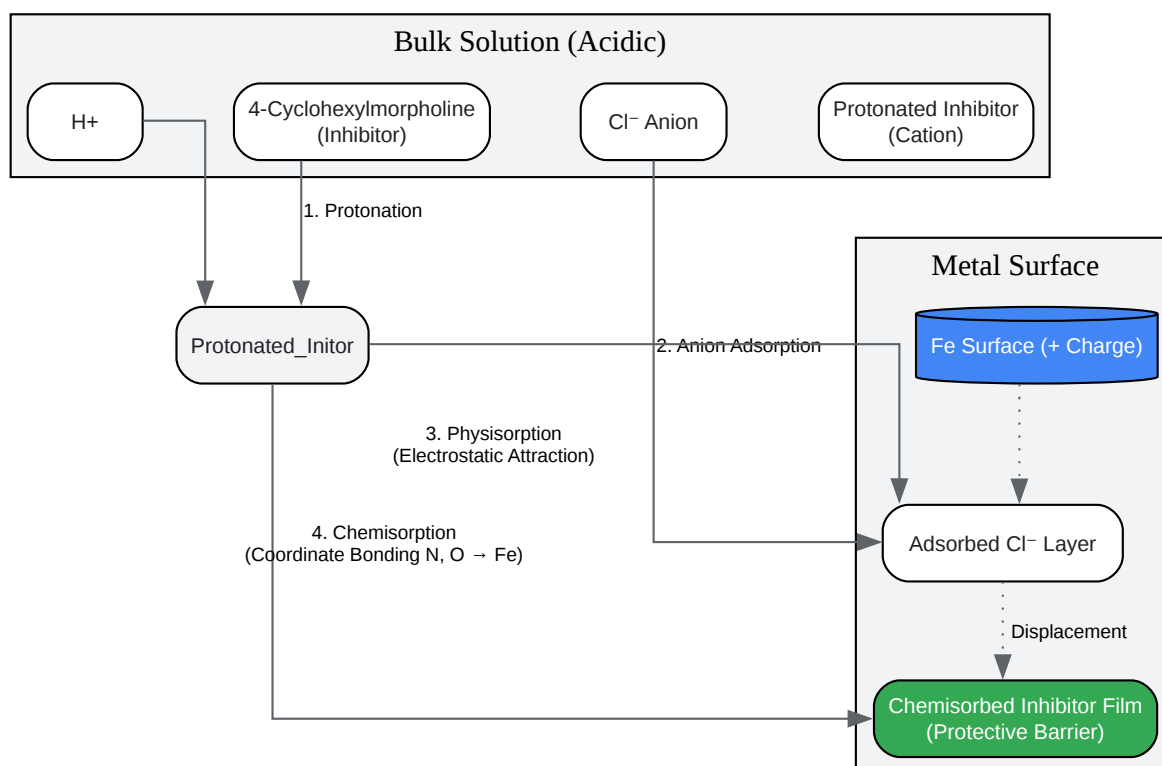 Bulk Solution (Acidic)
H+
4-Cyclohexylmorpholine
(Inhibitor)
Cl⁻ Anion
Protonated Inhibitor
(Cation)
1. Protonation
Metal Surface
Protonated_Initor
2. Anion Adsorption
Fe Surface (+ Charge)
3. Physisorption
(Electrostatic Attraction)
4. Chemisorption
(Coordinate Bonding N, O → Fe)
Adsorbed Cl⁻ Layer
Displacement
Chemisorbed Inhibitor Film
(Protective Barrier)